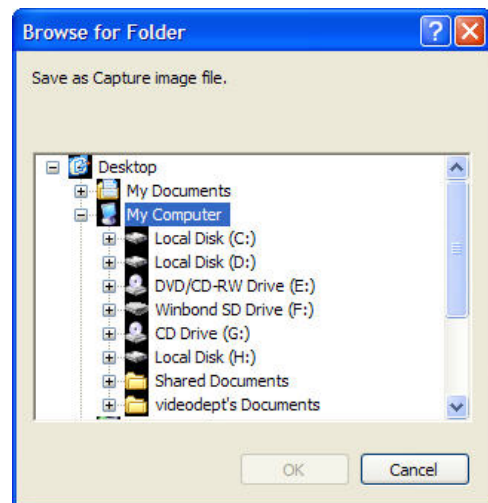 Browse for Folder
Save as Capture image file.
Desktop
My Documents
My Computer
Local Disk (C:)
Local Disk (D:)
DVD/CD-RW Drive (E:)
Winbond SD Drive (F:)
CD Drive (G:)
Local Disk (H:)
Shared Documents
videodept's Documents
OK Cancel